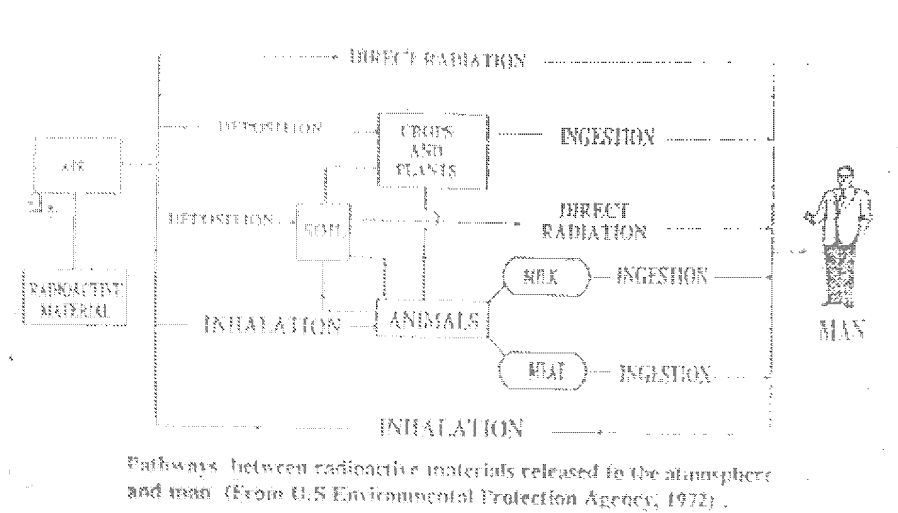 DIRECT RADIATION
DEPOSITION
CROPS
AND
PLANTS
INGESTION
AIR
DEPOSITION
SOIL
DIRECT
RADIATION
MILK
INGESTION
RADIOACTIVE
MATERIAL
INHALATION
ANIMALS
MAN
MEAT
INGESTION
INHALATION
Pathways between radioactive materials released to the atmosphere
and man (From U.S Environmental Protection Agency, 1972) .